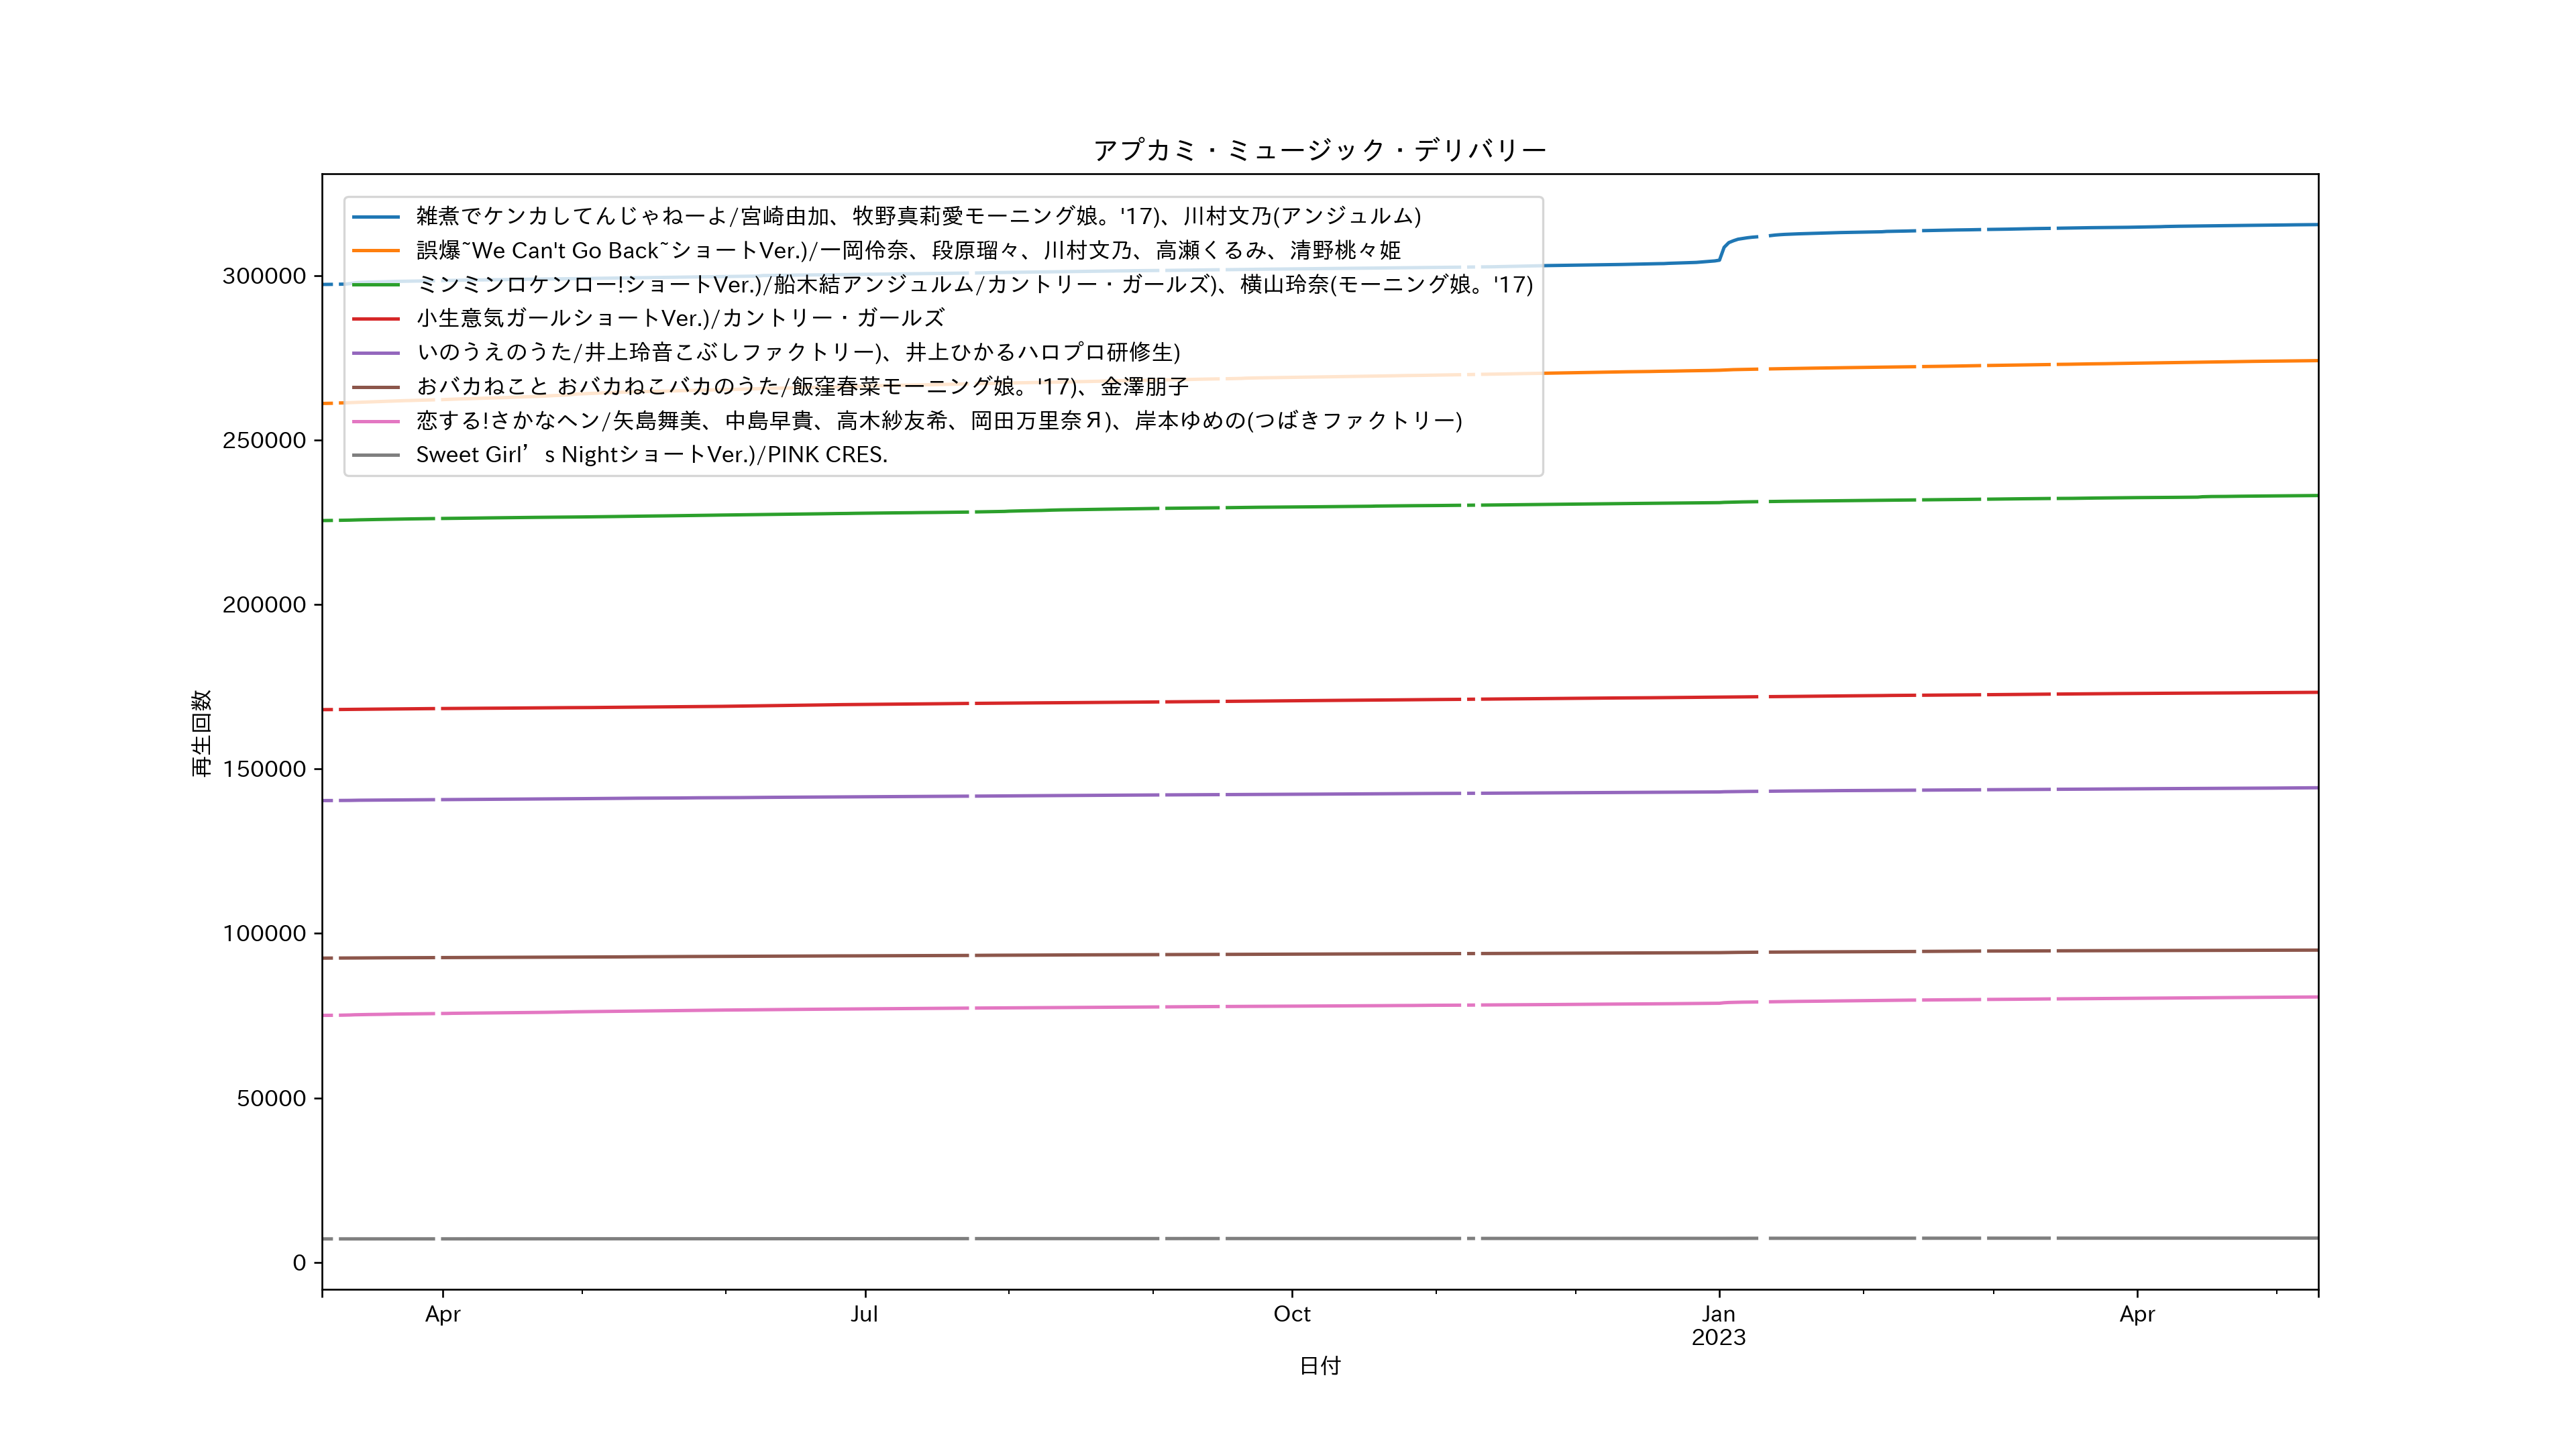 アプカミ・ミュージック・デリバリー
雑煮でケンカしてんじゃねーよ/宮崎由加、牧野真莉愛モーニング娘。'17)、川村文乃(アンジュルム)
誤爆~We Can't Go Back~ショートVer.)/一岡伶奈、段原瑠々、川村文乃、高瀬くるみ、清野桃々姫
ミンミンロケンロー!ショートVer.)/船木結アンジュルム/カントリー・ガールズ)、横山玲奈(モーニング娘。'17)
小生意気ガールショートVer.)/カントリー・ガールズ
いのうえのうた/井上玲音こぶしファクトリー)、井上ひかるハロプロ研修生)
おバカねこと おバカねこバカのうた/飯窪春菜モーニング娘。'17)、金澤朋子
恋する!さかなヘン/矢島舞美、中島早貴、高木紗友希、岡田万里奈Я)、岸本ゆめの(つばきファクトリー)
Sweet Girl’s NightショートVer.)/PINK CRES.
300000
250000
200000
150000
100000
50000
0
再生回数
Apr
Jul
Oct
Jan
2023
Apr
日付